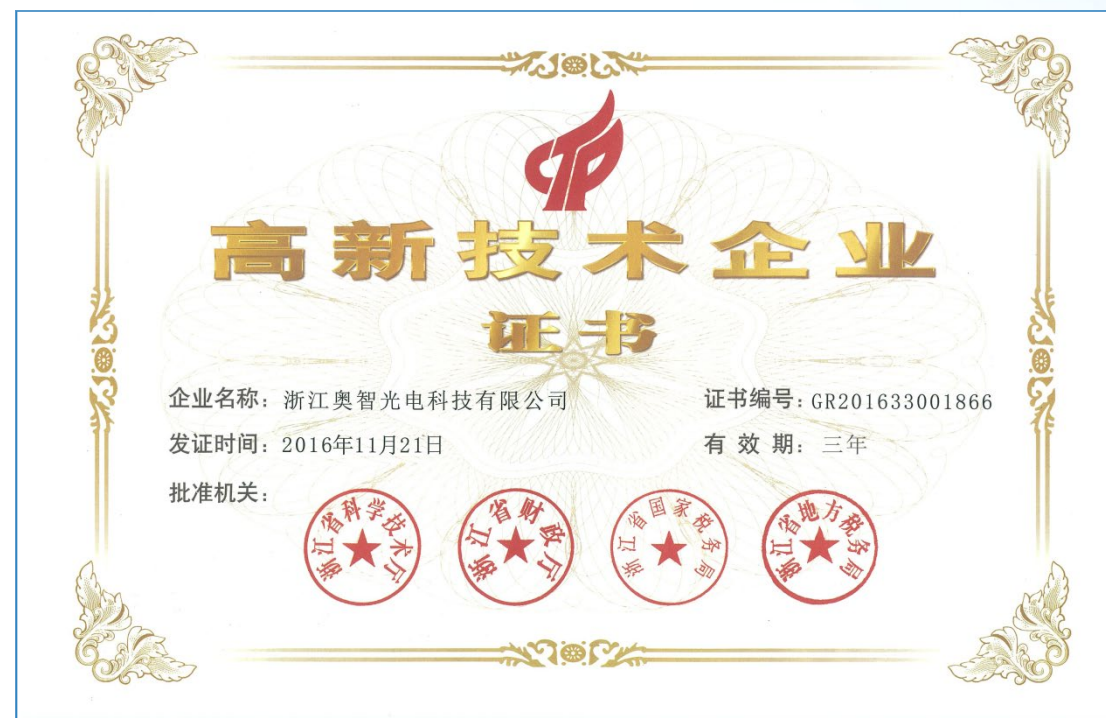 高新技术企业
证书
企业名称：浙江奥智光电科技有限公司 证书编号：GR201633001866
发证时间：2016年11月21日 有 效 期：三年
批准机关：
浙江省科学技术厅
浙江省财政厅
浙江省国家税务局
浙江省地方税务局